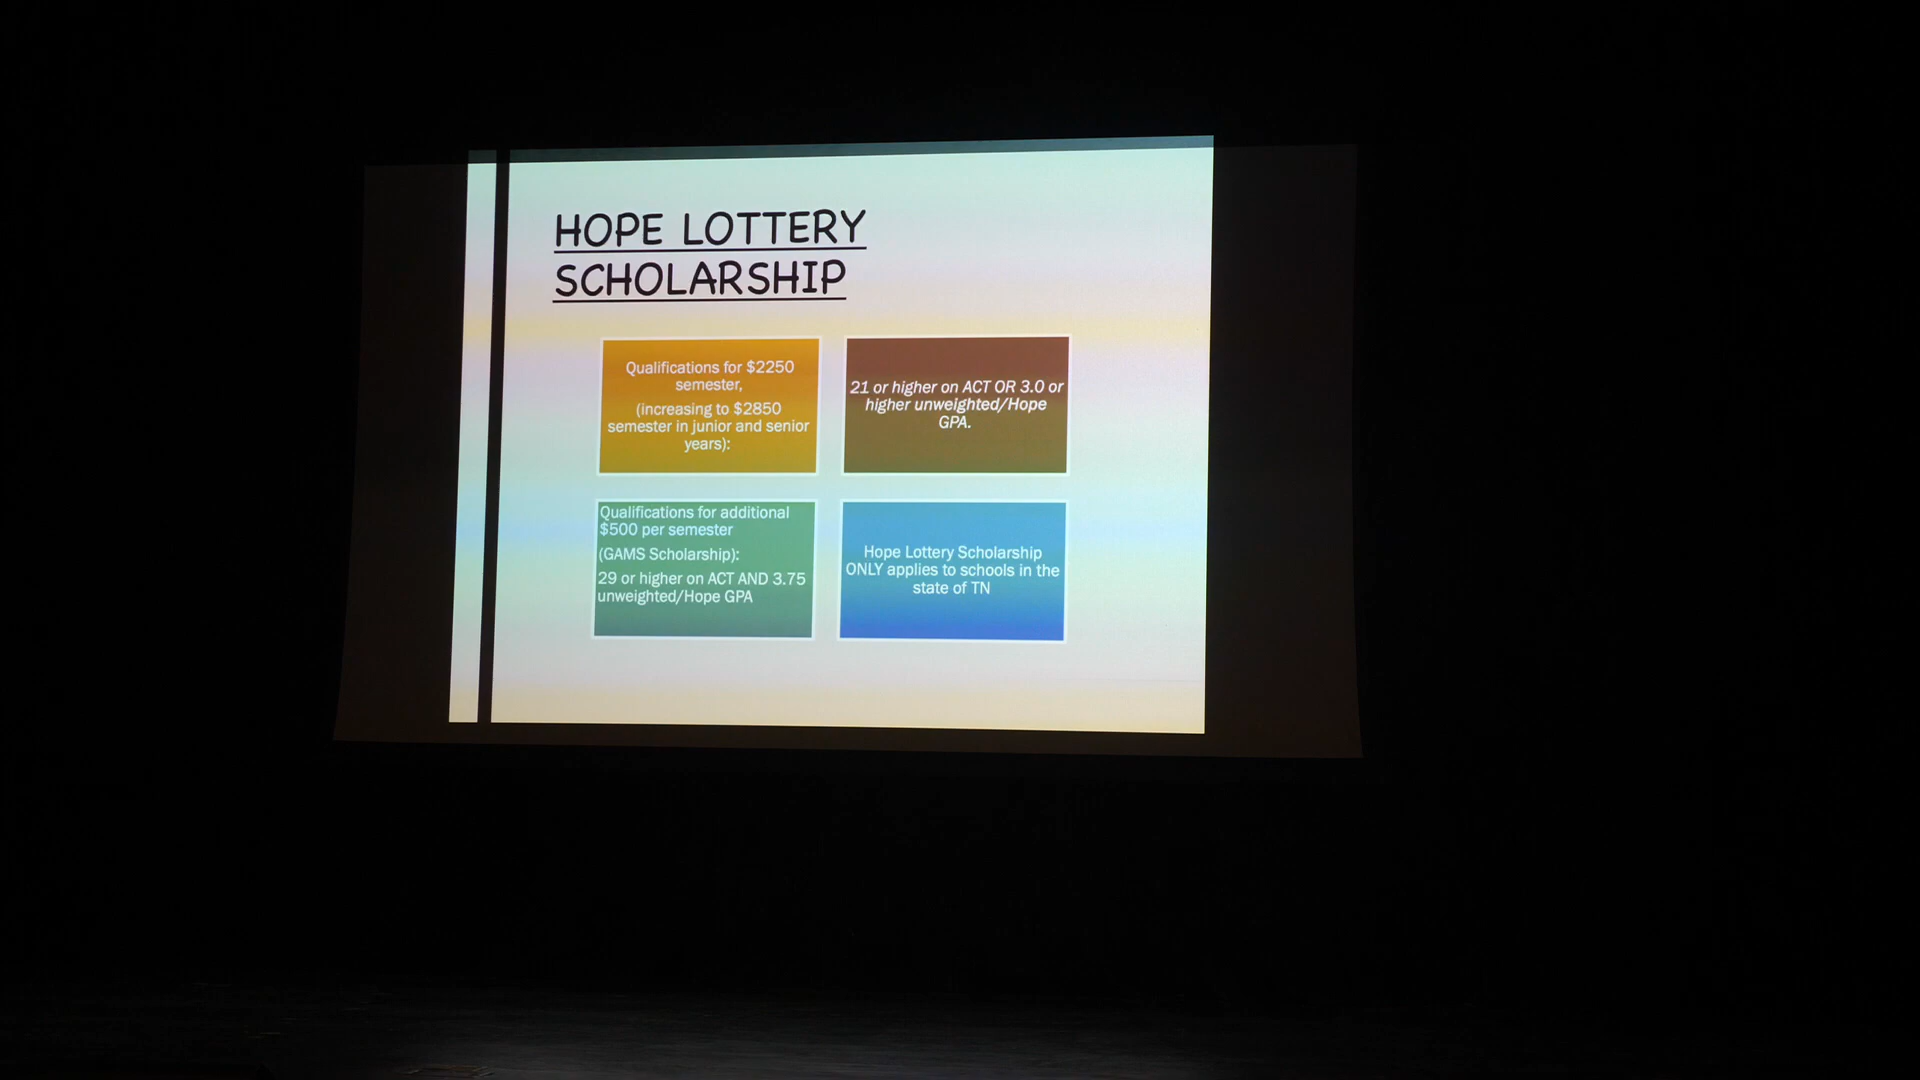 HOPE LOTTERY
SCHOLARSHIP
Qualifications for $2250
semester,
(increasing to $2850
semester in junior and senior
years):
21 or higher on ACT OR 3.0 or
higher unweighted/Hope
GPA.
Qualifications for additional
$500 per semester
(GAMS Scholarship):
29 or higher on ACT AND 3.75
unweighted/Hope GPA
Hope Lottery Scholarship
ONLY applies to schools in the
state of TN